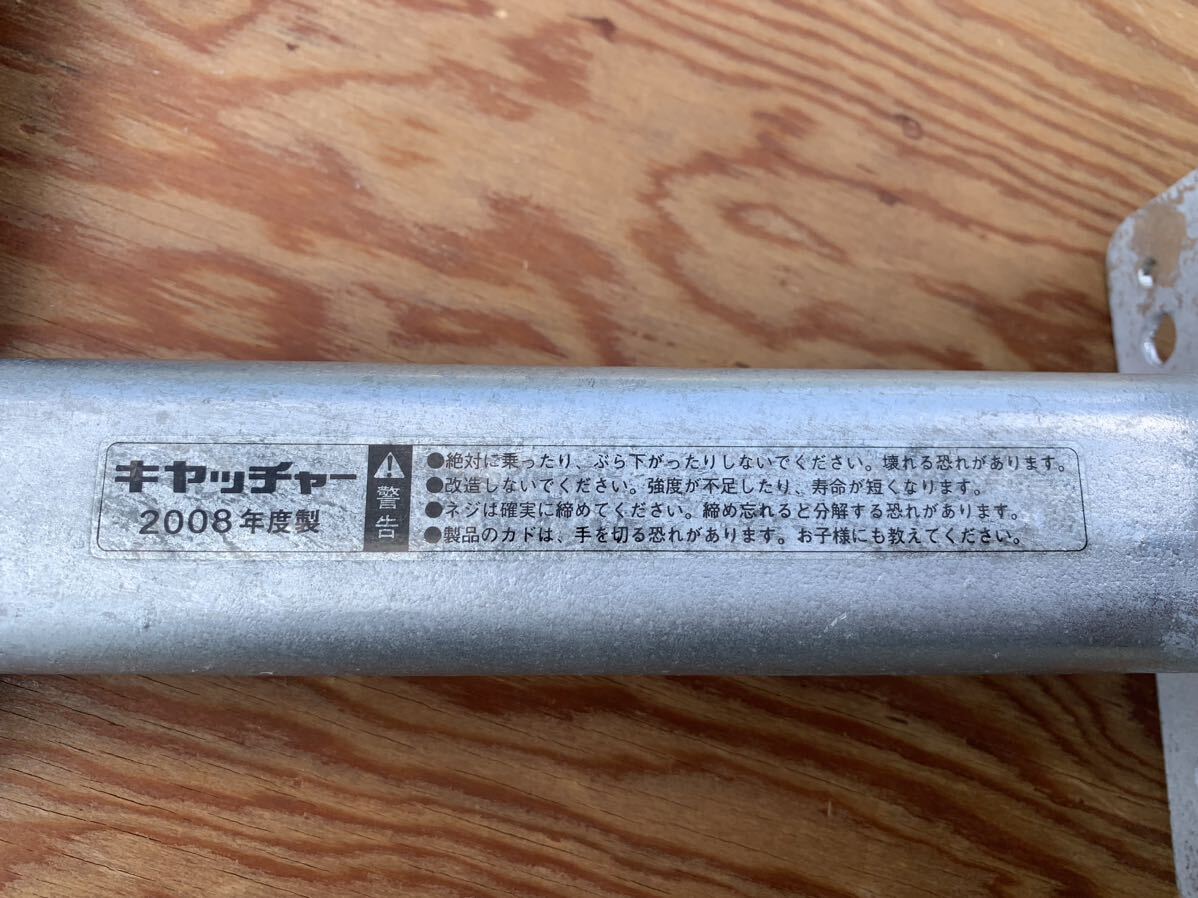 キヤッチャー
2008年度製
警告
●絶対に乗ったり、ぶら下がったりしないでください。壊れる恐れがあります。
●改造しないでください。強度が不足したり、寿命が短くなります。
●ネジは確実に締めてください。締め忘れると分解する恐れがあります。
●製品のカドは、手を切る恐れがあります。お子様にも教えてください。